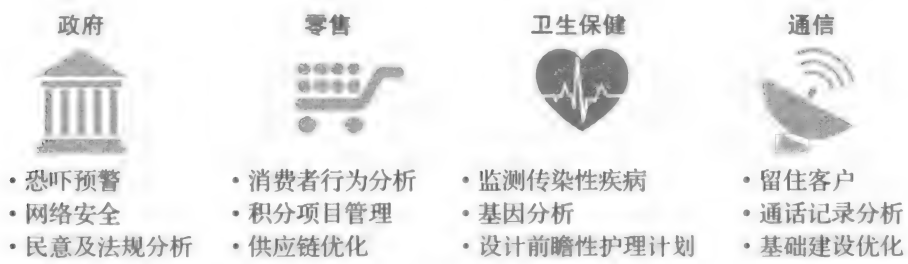 政府
零售
卫生保健
通信
·恐吓预警
·网络安全
·民意及法规分析
·消费者行为分析
·积分项目管理
·供应链优化
·监测传染性疾病
·基因分析
·设计前瞻性护理计划
·留住客户
·通话记录分析
·基础建设优化